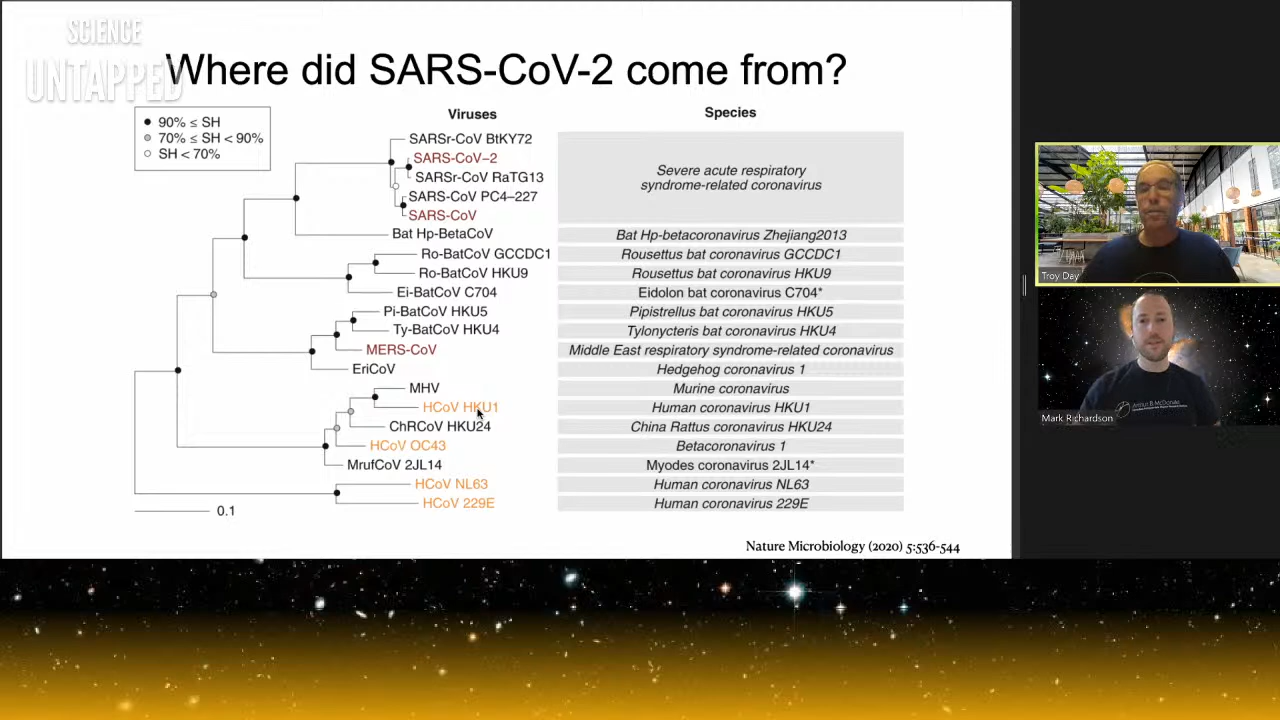 SCIENCE
UNTAPPED
Where did SARS-CoV-2 come from?
90% ≤ SH
70% ≤ SH < 90%
SH < 70%
Viruses
Species
SARSr-CoV BtKY72
SARS-CoV-2
SARSr-CoV RaTG13
SARS-CoV PC4-227
SARS-CoV
Severe acute respiratory
syndrome-related coronavirus
Bat Hp-BetaCoV
Bat Hp-betacoronavirus Zhejiang2013
Ro-BatCoV GCCDC1
Rousettus bat coronavirus GCCDC1
Ro-BatCoV HKU9
Rousettus bat coronavirus HKU9
Ei-BatCoV C704
Eidolon bat coronavirus C704*
Pi-BatCoV HKU5
Pipistrellus bat coronavirus HKU5
Ty-BatCoV HKU4
Tylonycteris bat coronavirus HKU4
MERS-CoV
Middle East respiratory syndrome-related coronavirus
EriCoV
Hedgehog coronavirus 1
MHV
Murine coronavirus
HCoV HKU1
Human coronavirus HKU1
ChRCoV HKU24
China Rattus coronavirus HKU24
HCoV OC43
Betacoronavirus 1
MrufCoV 2JL14
Myodes coronavirus 2JL14*
HCoV NL63
Human coronavirus NL63
HCoV 229E
Human coronavirus 229E
0.1
Nature Microbiology (2020) 5:536-544
Troy Day
Arthur B McDonald
Mark Richardson